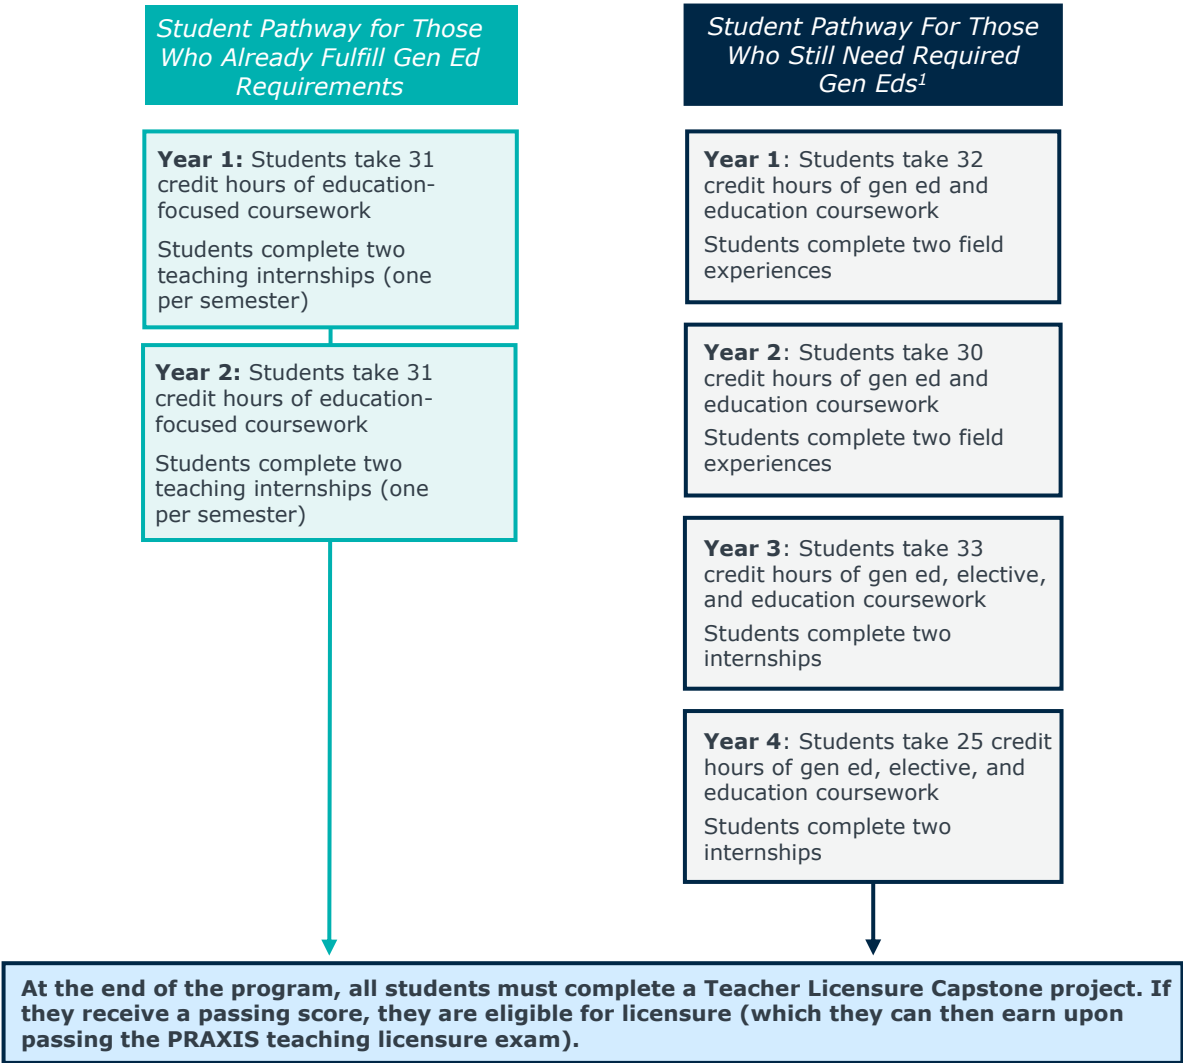 Student Pathway for Those
Who Already Fulfill Gen Ed
Requirements
Year 1: Students take 31
credit hours of education-
focused coursework
Students complete two
teaching internships (one
per semester)
Year 2: Students take 31
credit hours of education-
focused coursework
Students complete two
teaching internships (one
per semester)
Student Pathway For Those
Who Still Need Required
Gen Eds¹
Year 1: Students take 32
credit hours of gen ed and
education coursework
Students complete two field
experiences
Year 2: Students take 30
credit hours of gen ed and
education coursework
Students complete two field
experiences
Year 3: Students take 33
credit hours of gen ed, elective,
and education coursework
Students complete two
internships
Year 4: Students take 25 credit
hours of gen ed, elective, and
education coursework
Students complete two
internships
At the end of the program, all students must complete a Teacher Licensure Capstone project. If
they receive a passing score, they are eligible for licensure (which they can then earn upon
passing the PRAXIS teaching licensure exam).